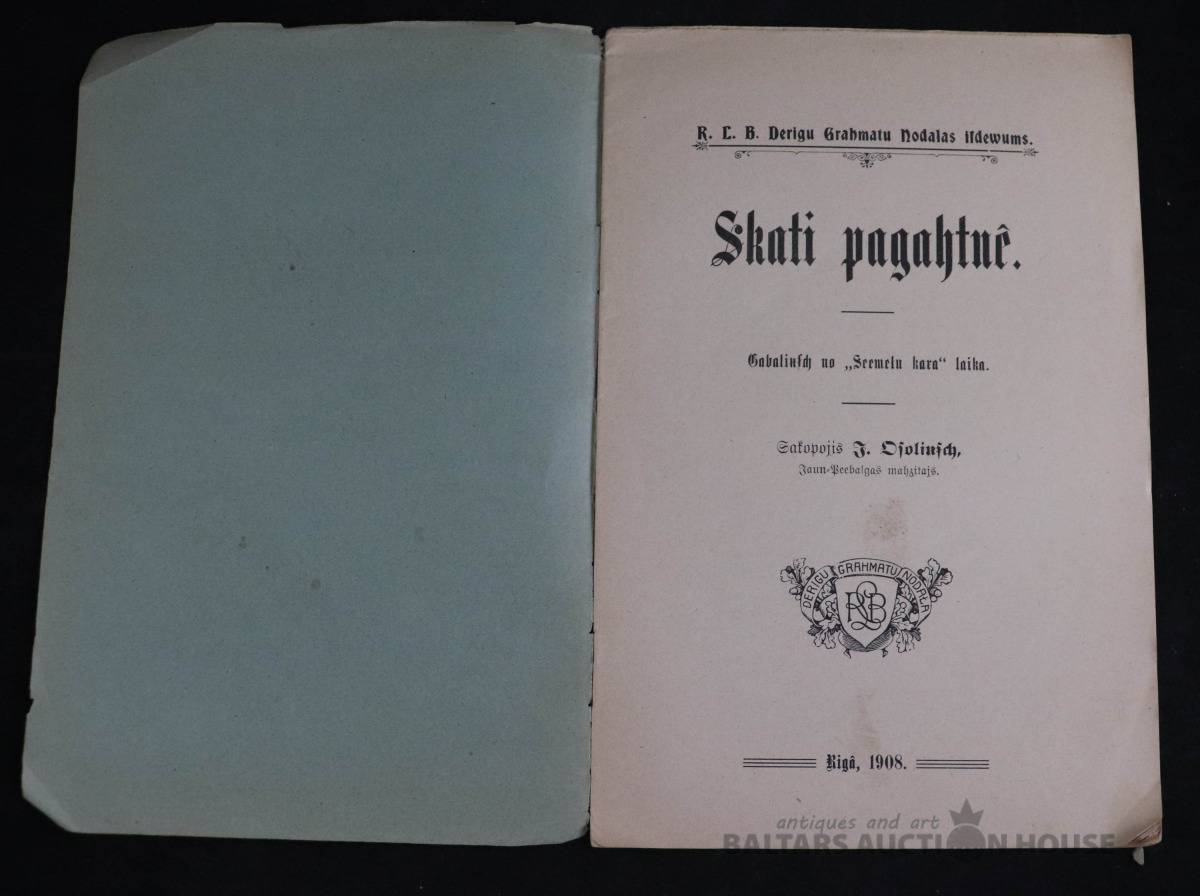 R. L. B. Derigu Grahmatu Nodalas isdewums.
Skati pagahtnê.
Gabalinsch no „Seemelu kara“ laika.
Sakopojis J. Osolinsch,
Jaun-Peebalgas mahzitajs.
DERIGU GRAHMATU NODAŁA
RLB
Rigâ, 1908.
antiques and art
BALTARS AUCTION HOUSE